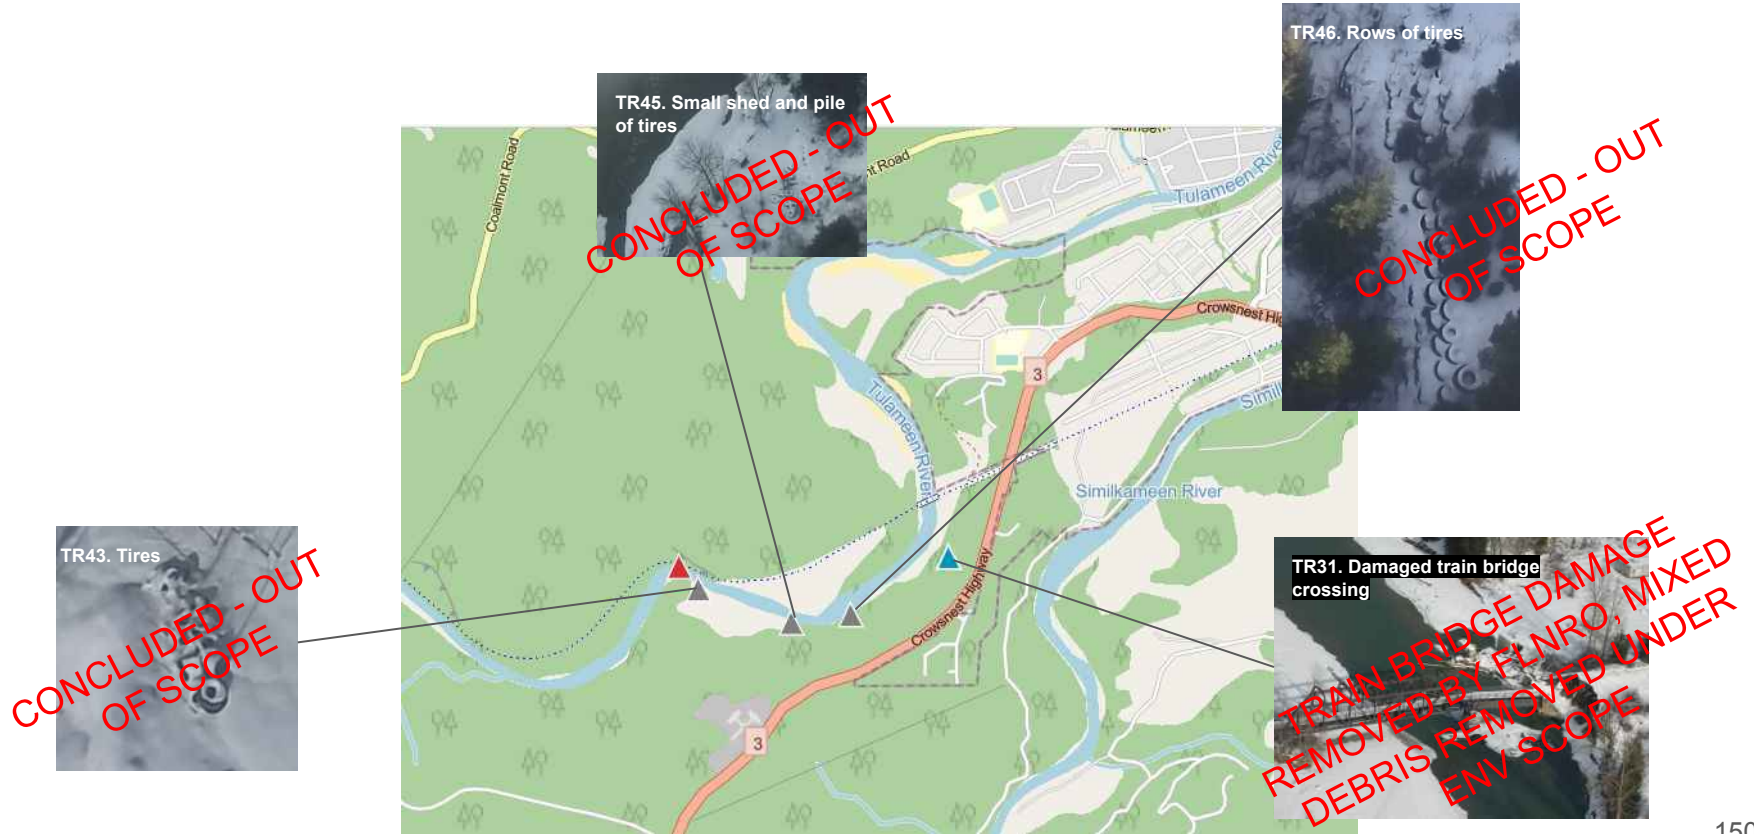 TR46. Rows of tires
CONCLUDED - OUT
OF SCOPE
TR45. Small shed and pile
of tires
CONCLUDED - OUT
OF SCOPE
Coalmont Road
nt Road
Tulameen River
Crowsnest Hi
3
Tulameen River
Simil
Similkameen River
TR43. Tires
CONCLUDED - OUT
OF SCOPE
Crowsnest Highway
3
TR31. Damaged train bridge
crossing
TRAIN BRIDGE DAMAGE
REMOVED BY FLNRO, MIXED
DEBRIS REMOVED UNDER
ENV SCOPE
150